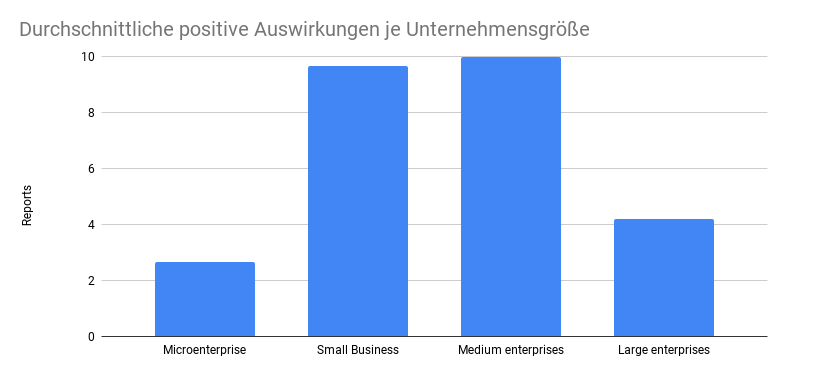 Durchschnittliche positive Auswirkungen je Unternehmensgröße
10
8
6
4
2
0
Reports
Microenterprise
Small Business
Medium enterprises
Large enterprises